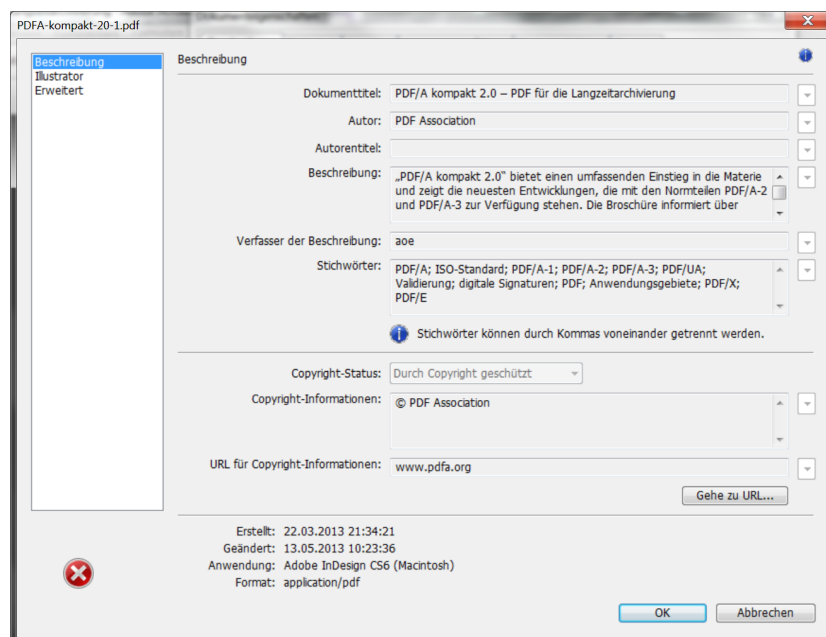 PDFA-kompakt-20-1.pdf
Beschreibung
Illustrator
Erweitert
Beschreibung
Dokumenttitel: PDF/A kompakt 2.0 – PDF für die Langzeitarchivierung
Autor: PDF Association
Autorentitel:
Beschreibung: „PDF/A kompakt 2.0“ bietet einen umfassenden Einstieg in die Materie
und zeigt die neuesten Entwicklungen, die mit den Normteilen PDF/A-2
und PDF/A-3 zur Verfügung stehen. Die Broschüre informiert über
Verfasser der Beschreibung: aoe
Stichwörter: PDF/A; ISO-Standard; PDF/A-1; PDF/A-2; PDF/A-3; PDF/UA;
Validierung; digitale Signaturen; PDF; Anwendungsgebiete; PDF/X;
PDF/E
Stichwörter können durch Kommas voneinander getrennt werden.
Copyright-Status: Durch Copyright geschützt
Copyright-Informationen: © PDF Association
URL für Copyright-Informationen: www.pdfa.org
Gehe zu URL...
Erstellt: 22.03.2013 21:34:21
Geändert: 13.05.2013 10:23:36
Anwendung: Adobe InDesign CS6 (Macintosh)
Format: application/pdf
OK Abbrechen